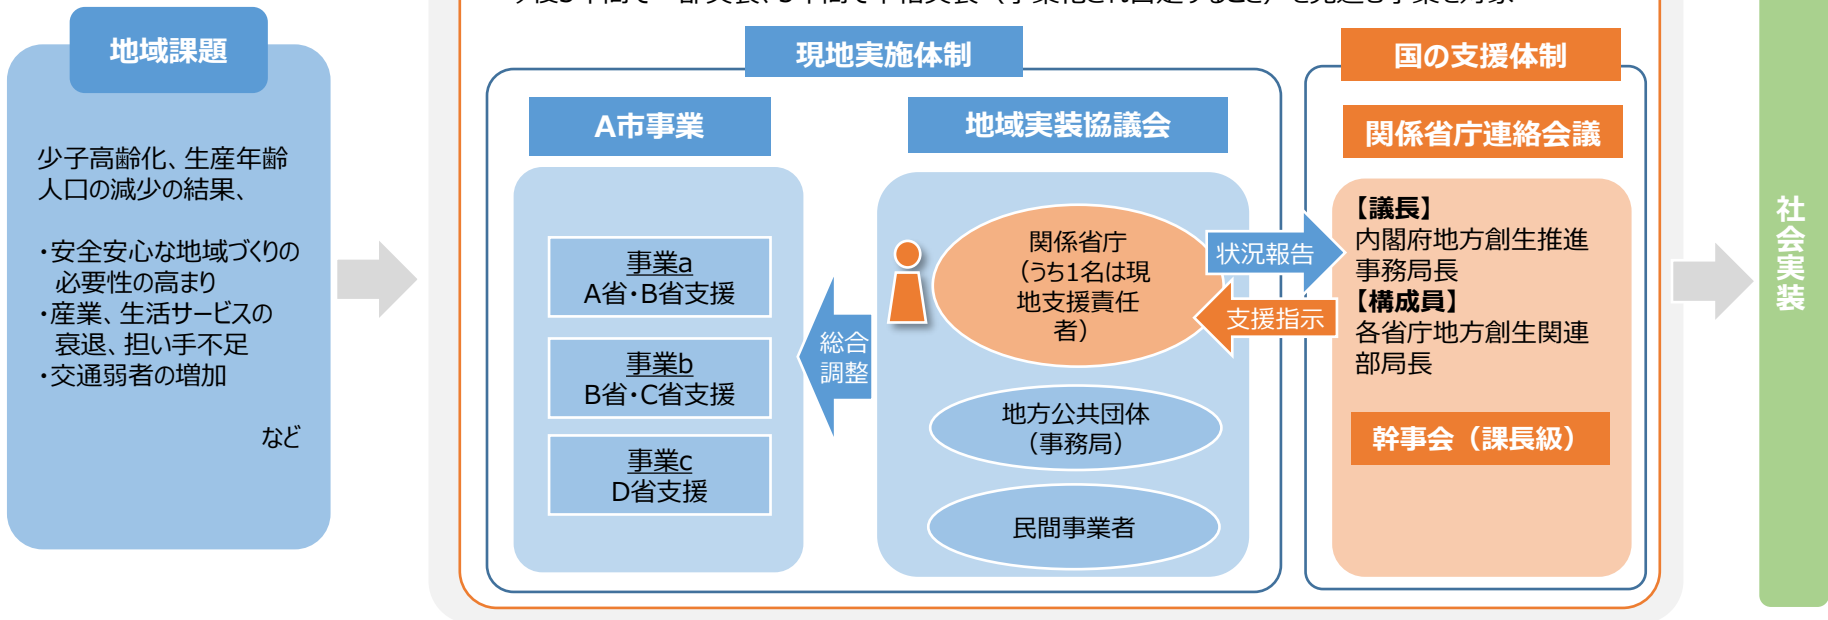 地域課題
少子高齢化、生産年齢
人口の減少の結果、
・安全安心な地域づくりの
必要性の高まり
・産業、生活サービスの
衰退、担い手不足
・交通弱者の増加
など
現地実施体制
A市事業
事業a
A省・B省支援
事業b
B省・C省支援
事業c
D省支援
総合
調整
地域実装協議会
関係省庁
（うち1名は現
地支援責任
者）
地方公共団体
（事務局）
民間事業者
状況報告
支援指示
国の支援体制
関係省庁連絡会議
【議長】
内閣府地方創生推進
事務局長
【構成員】
各省庁地方創生関連
部局長
幹事会（課長級）
社会実装